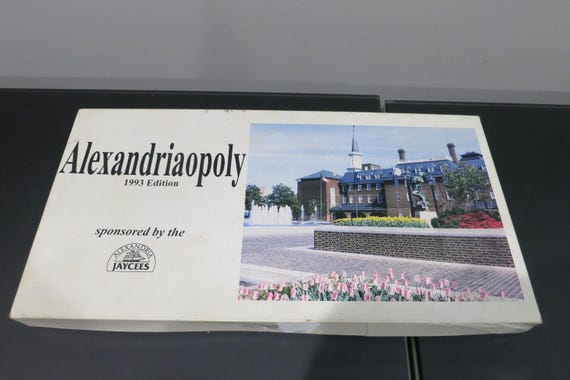 Alexandriaopoly
1993 Edition
sponsored by the
ALEXANDRIA
JAYCEES